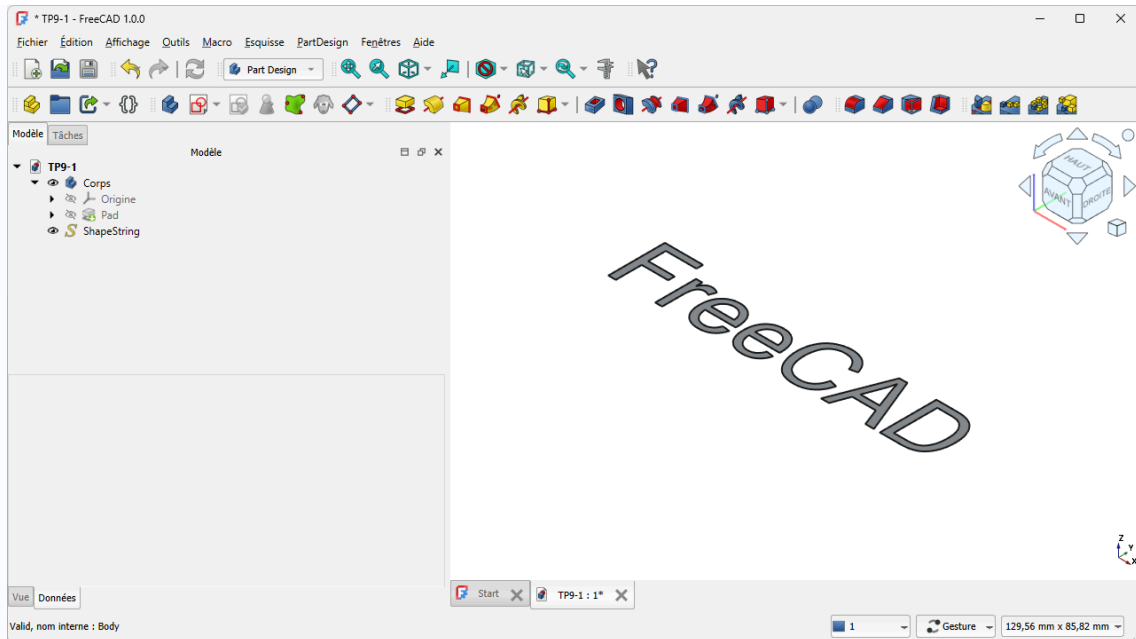 * TP9-1 - FreeCAD 1.0.0
Fichier Édition Affichage Outils Macro Esquisse PartDesign Fenêtres Aide
Part Design
Modèle Tâches
Modèle
TP9-1
Corps
Origine
Pad
ShapeString
HAUT
AVANT DROITE
FreeCAD
Z
Y
X
Vue Données
Start TP9-1 : 1*
Valid, nom interne : Body
1 Gesture 129,56 mm x 85,82 mm